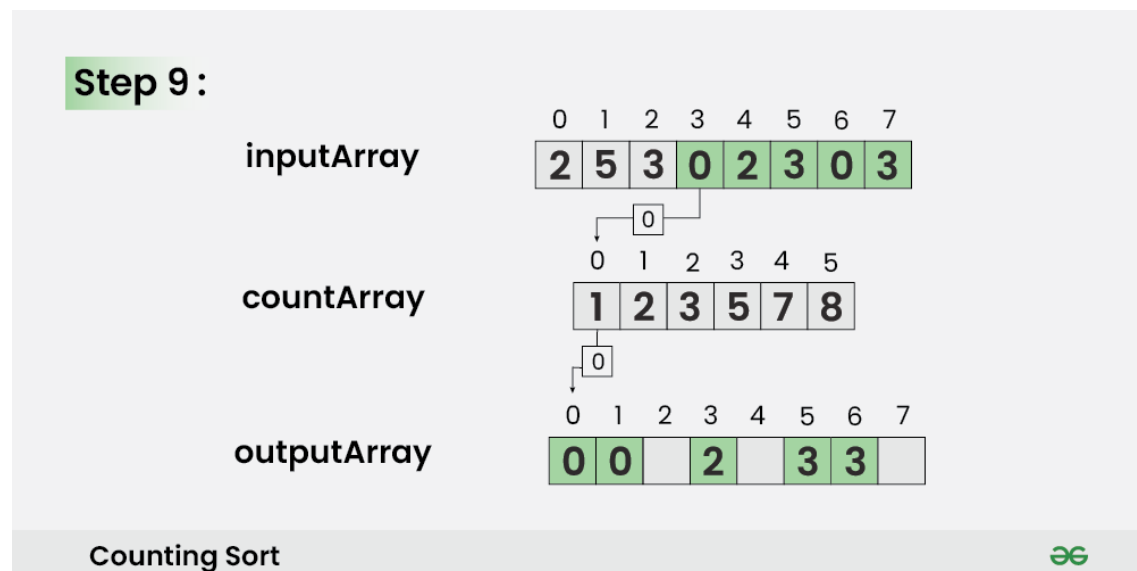 Step 9 :
0 1 2 3 4 5 6 7
inputArray 2 5 3 0 2 3 0 3
0
0 1 2 3 4 5
countArray 1 2 3 5 7 8
0
0 1 2 3 4 5 6 7
outputArray 0 0 2 3 3
Counting Sort